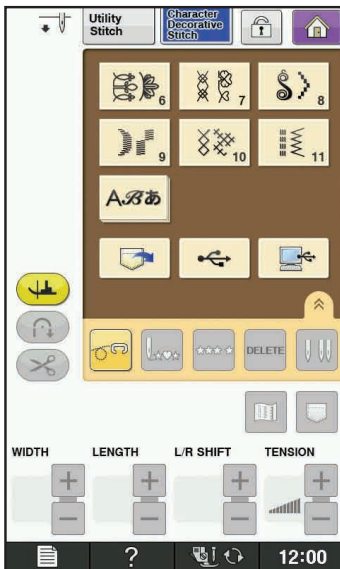 Utility
Stitch
Character
Decorative
Stitch
6
7
8
9
10
11
Aℬあ
DELETE
WIDTH
LENGTH
L/R SHIFT
TENSION
+
+
+
+
−
−
−
−
?
12:00